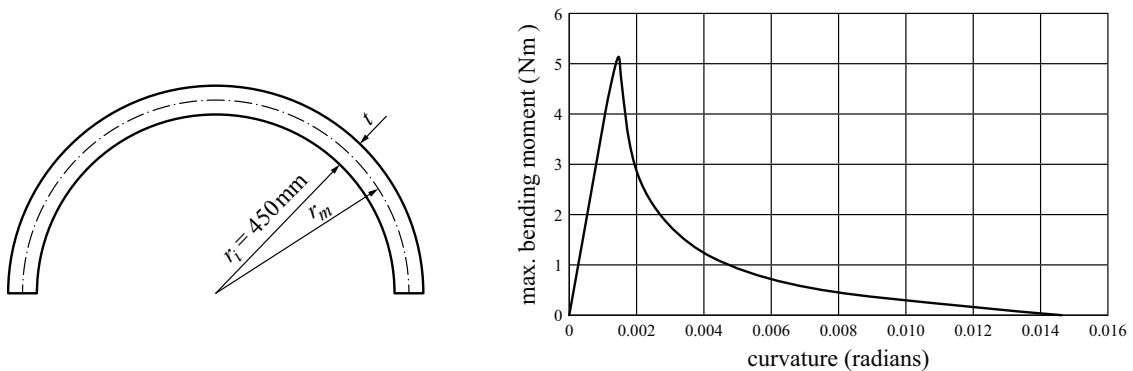 t
r_i = 450mm
r_m
max. bending moment (Nm)
6
5
4
3
2
1
0
0 0.002 0.004 0.006 0.008 0.010 0.012 0.014 0.016
curvature (radians)